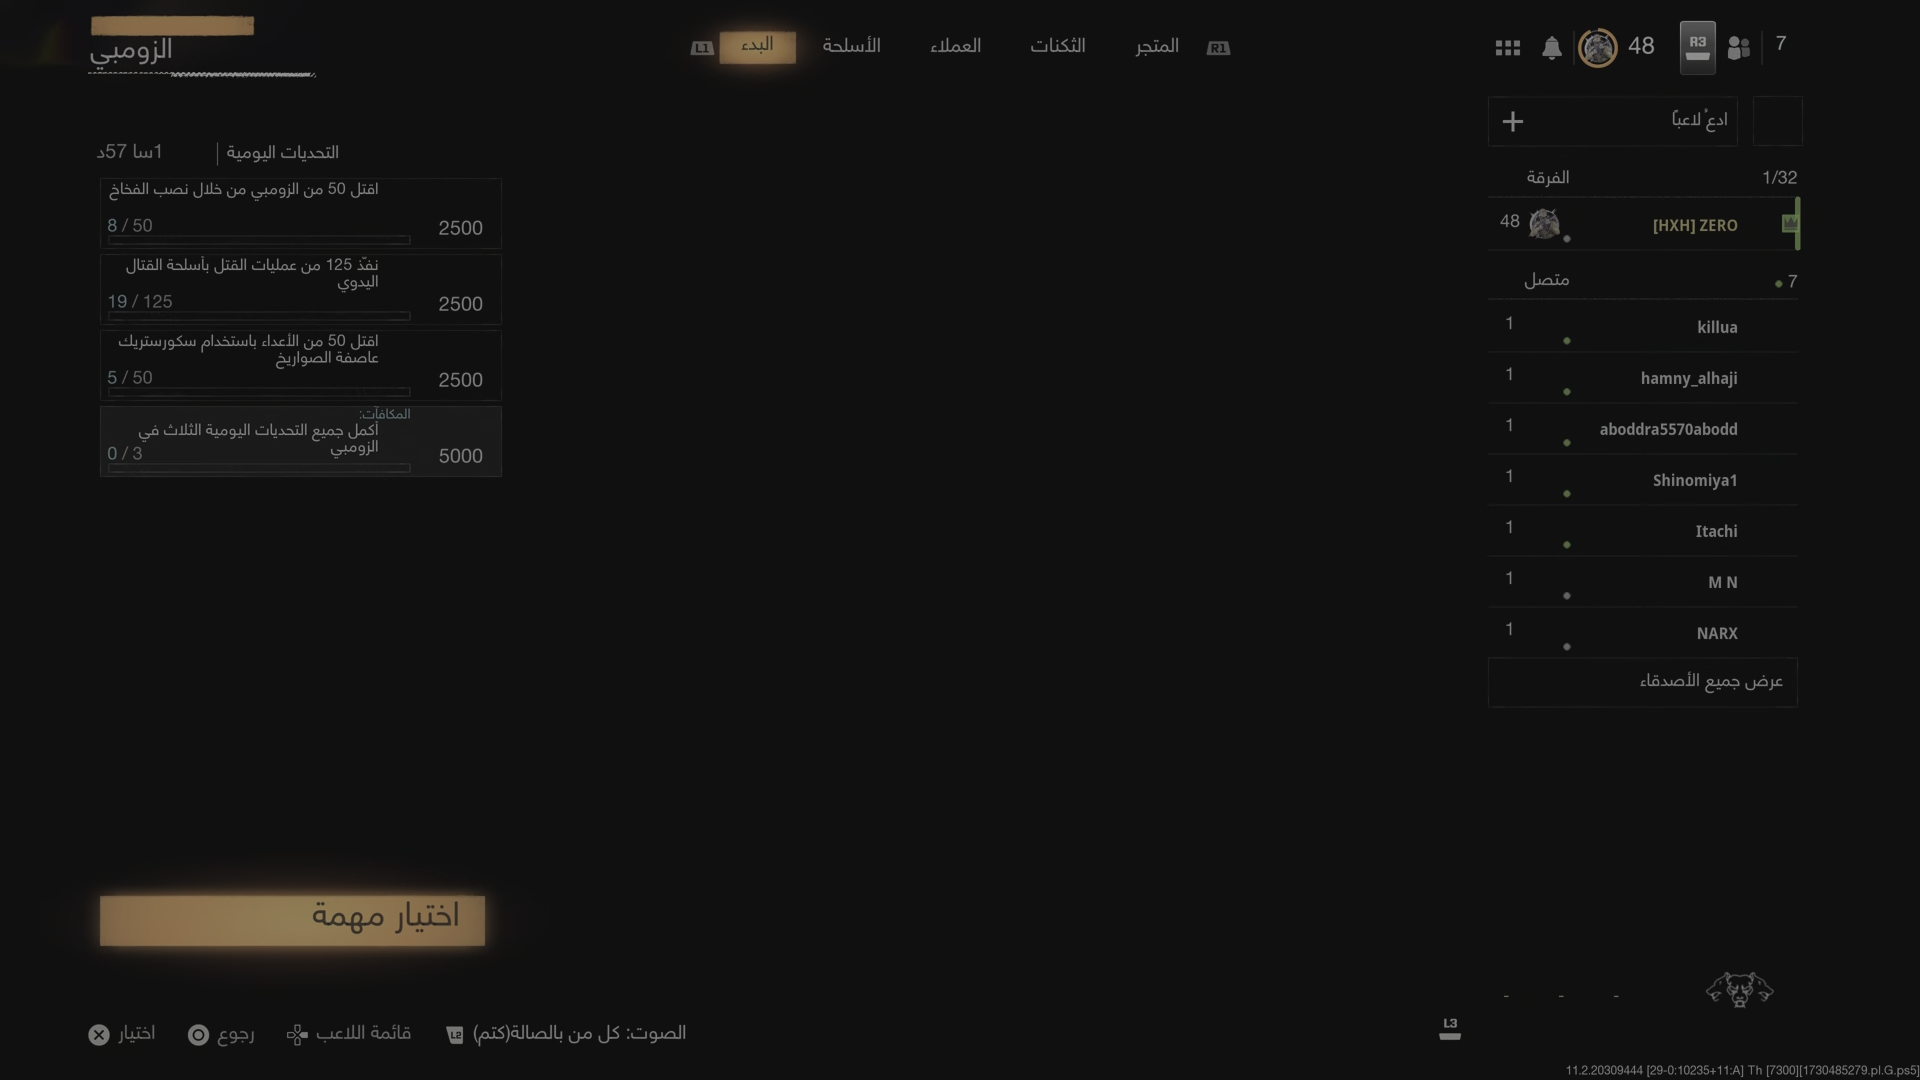 الزومبي
L1
البدء
الأسلحة
العملاء
الثكنات
المتجر
R1
48
R3
7
التحديات اليومية
1سا 57د
اقتل 50 من الزومبي من خلال نصب الفخاخ
8 / 50
2500
نفّذ 125 من عمليات القتل بأسلحة القتال
اليدوي
19 / 125
2500
اقتل 50 من الأعداء باستخدام سكورستريك
عاصفة الصواريخ
5 / 50
2500
المكافآت:
أكمل جميع التحديات اليومية الثلاث في
الزومبي
0 / 3
5000
ادعُ لاعبًا
الفرقة
1/32
48
[HXH] ZERO
متصل
7
1 killua
1 hamny_alhaji
1 aboddra5570abodd
1 Shinomiya1
1 Itachi
1 M N
1 NARX
عرض جميع الأصدقاء
اختيار مهمة
اختيار
رجوع
قائمة اللاعب
L2
الصوت: كل من بالصالة(كتم)
- - -
L3
11.2.20309444 [29-0:10235+11:A] Th [7300][1730485279.pl.G.ps5]